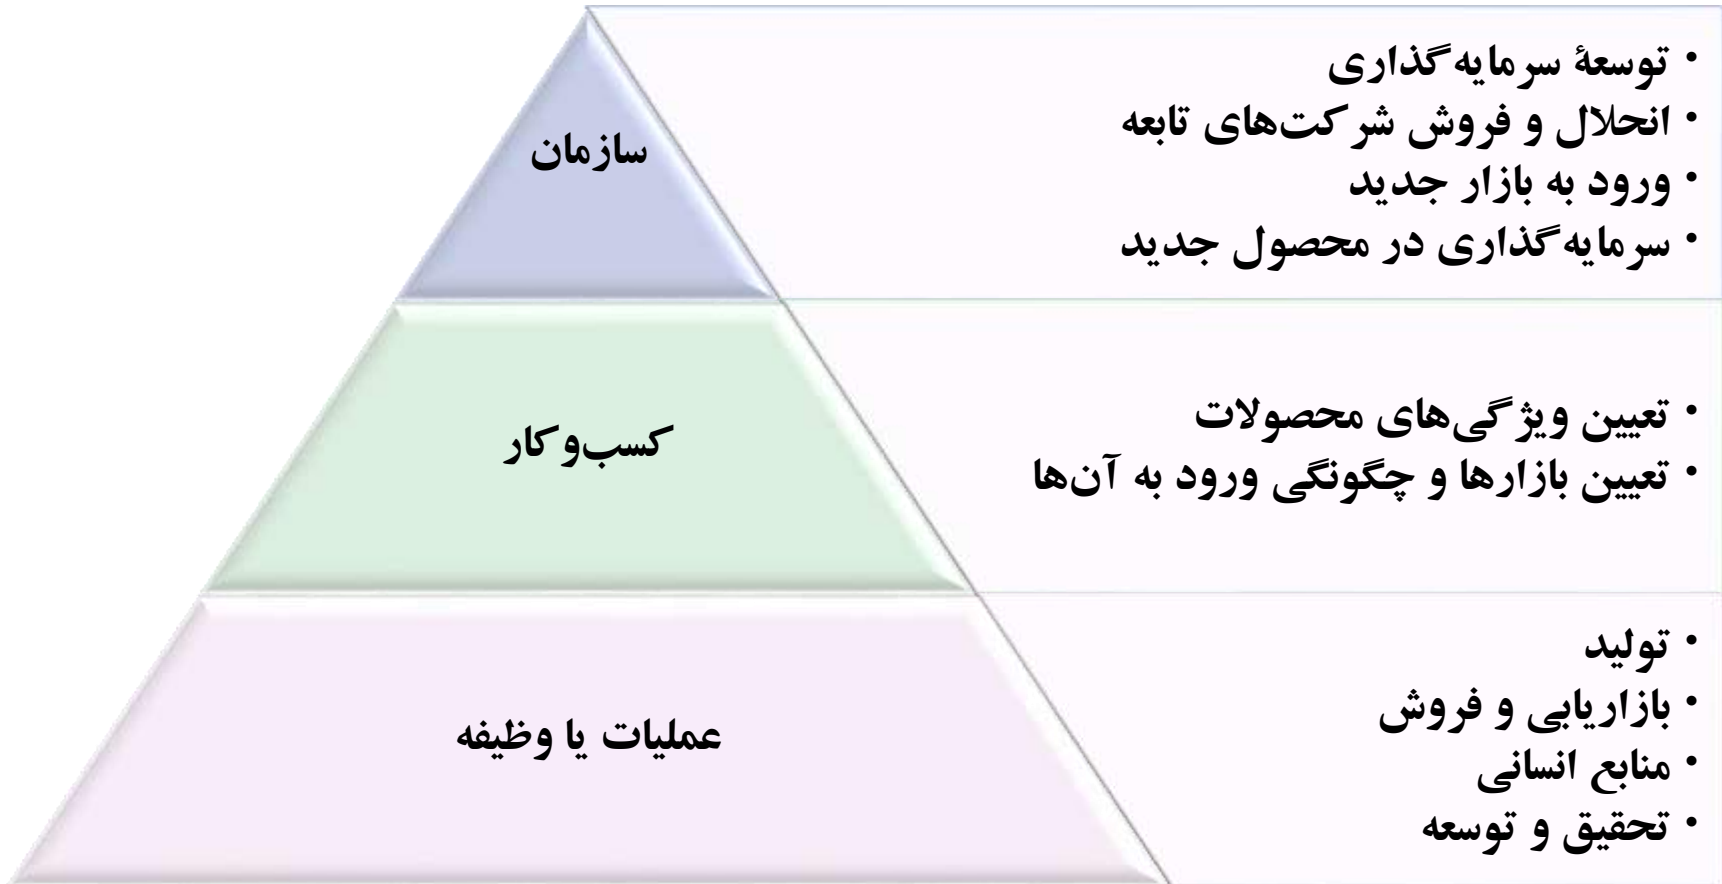 سازمان
• توسعهٔ سرمایه‌گذاری
• انحلال و فروش شرکت‌های تابعه
• ورود به بازار جدید
• سرمایه‌گذاری در محصول جدید
کسب‌وکار
• تعیین ویژگی‌های محصولات
• تعیین بازارها و چگونگی ورود به آن‌ها
عملیات یا وظیفه
• تولید
• بازاریابی و فروش
• منابع انسانی
• تحقیق و توسعه